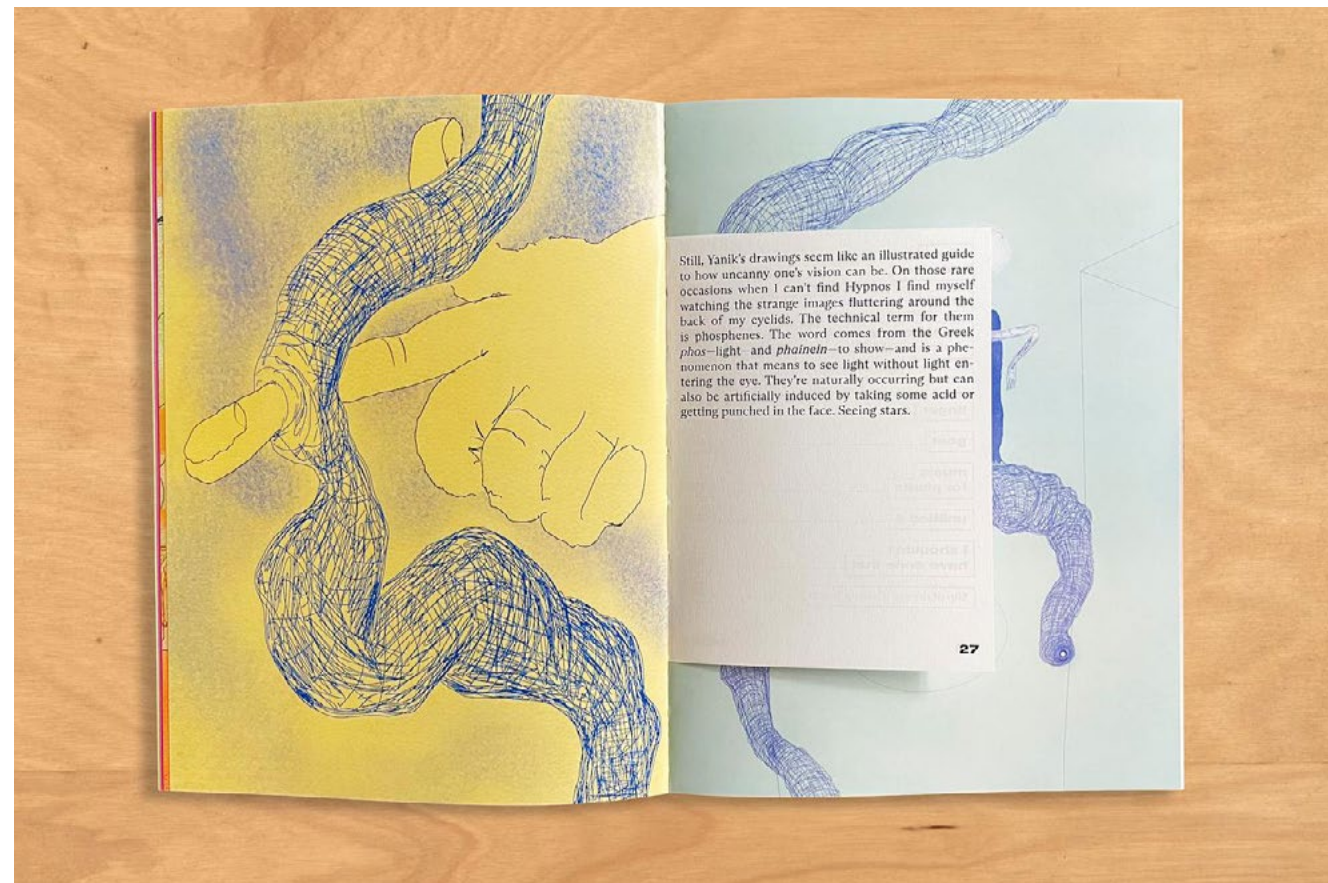 Still, Yanik's drawings seem like an illustrated guide
to how uncanny one's vision can be. On those rare
occasions when I can't find Hypnos I find myself
watching the strange images fluttering around the
back of my eyelids. The technical term for them
is phosphenes. The word comes from the Greek
phos—light—and phainein—to show—and is a phe-
nomenon that means to see light without light en-
tering the eye. They're naturally occurring but can
also be artificially induced by taking some acid or
getting punched in the face. Seeing stars.
27